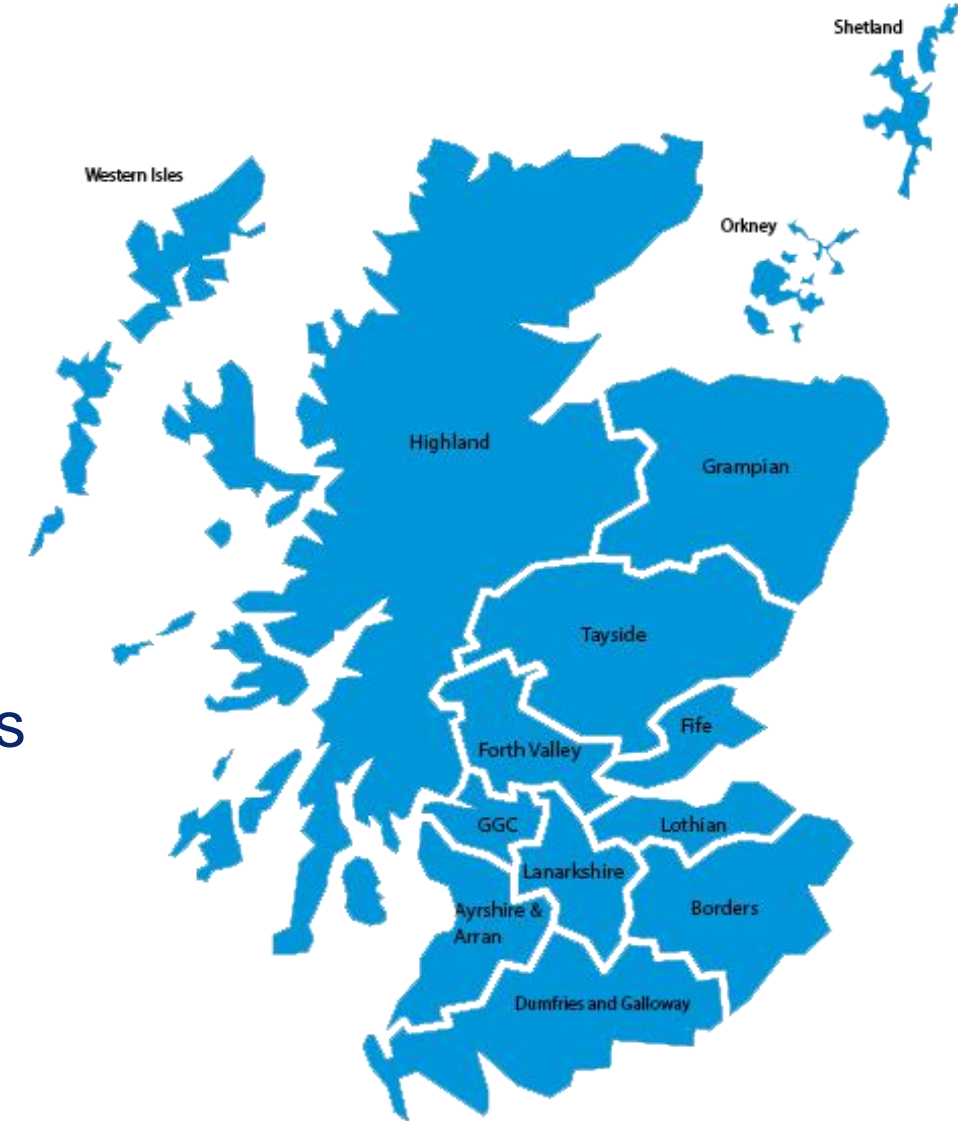 Shetland
Western Isles
Orkney
Highland
Grampian
Tayside
s
Fife
Forth Valley
GGC
Lothian
Lanarkshire
Borders
Ayrshire &
Arran
Dumfries and Galloway